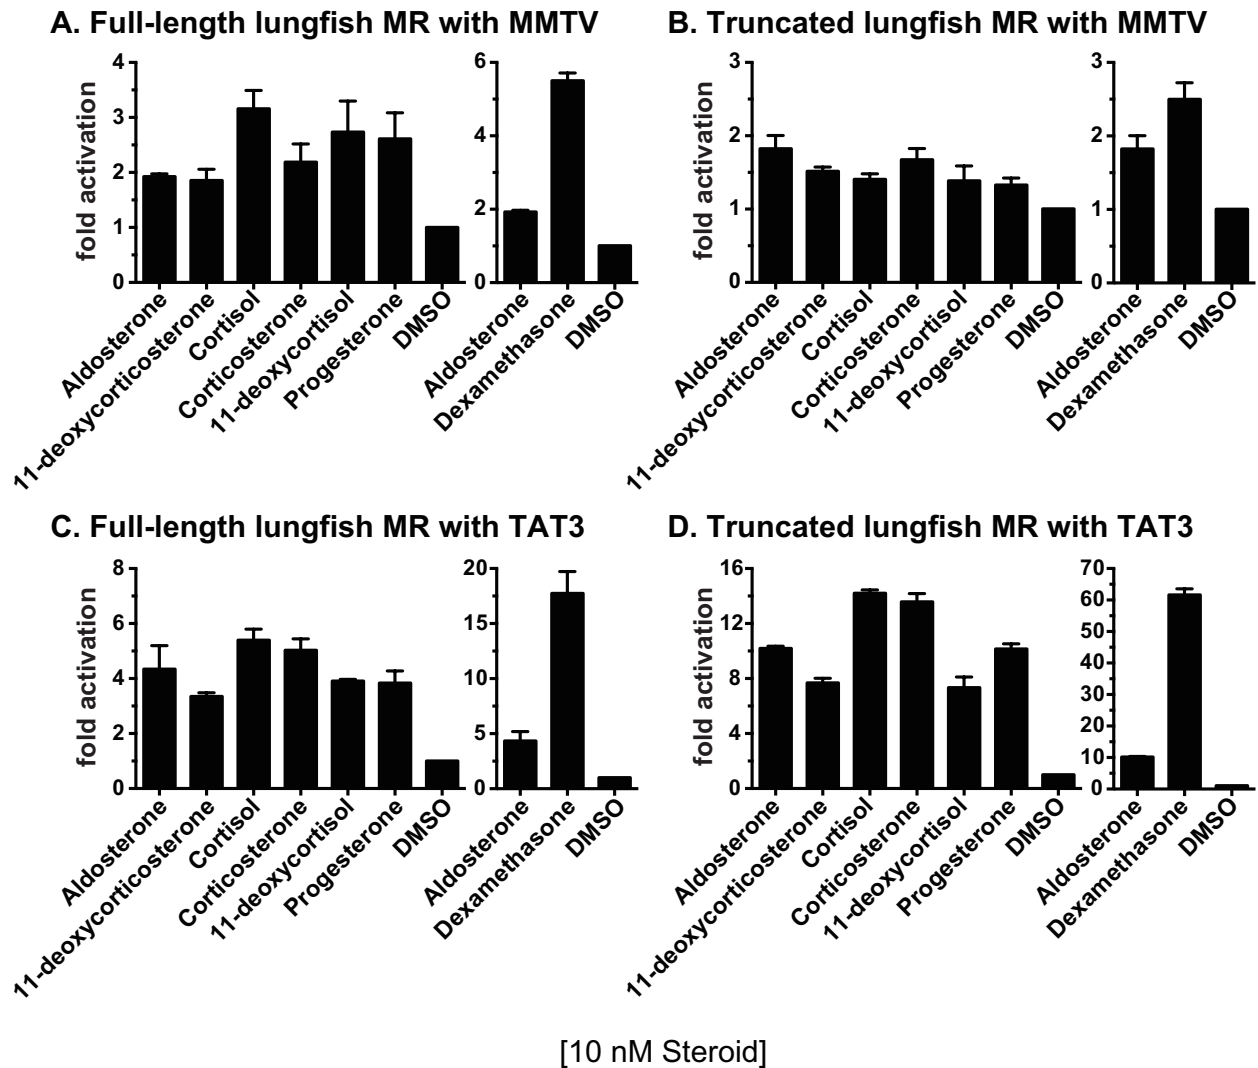 A. Full-length lungfish MR with MMTV
fold activation
4
3
2
1
0
Aldosterone
11-deoxycorticosterone
Cortisol
Corticosterone
11-deoxycortisol
Progesterone
DMSO
6
4
2
0
Aldosterone
Dexamethasone
DMSO
B. Truncated lungfish MR with MMTV
fold activation
3
2
1
0
Aldosterone
11-deoxycorticosterone
Cortisol
Corticosterone
11-deoxycortisol
Progesterone
DMSO
3
2
1
0
Aldosterone
Dexamethasone
DMSO
C. Full-length lungfish MR with TAT3
fold activation
8
6
4
2
0
Aldosterone
11-deoxycorticosterone
Cortisol
Corticosterone
11-deoxycortisol
Progesterone
DMSO
20
15
10
5
0
Aldosterone
Dexamethasone
DMSO
D. Truncated lungfish MR with TAT3
fold activation
16
12
8
4
0
Aldosterone
11-deoxycorticosterone
Cortisol
Corticosterone
11-deoxycortisol
Progesterone
DMSO
70
60
50
40
30
20
10
0
Aldosterone
Dexamethasone
DMSO
[10 nM Steroid]